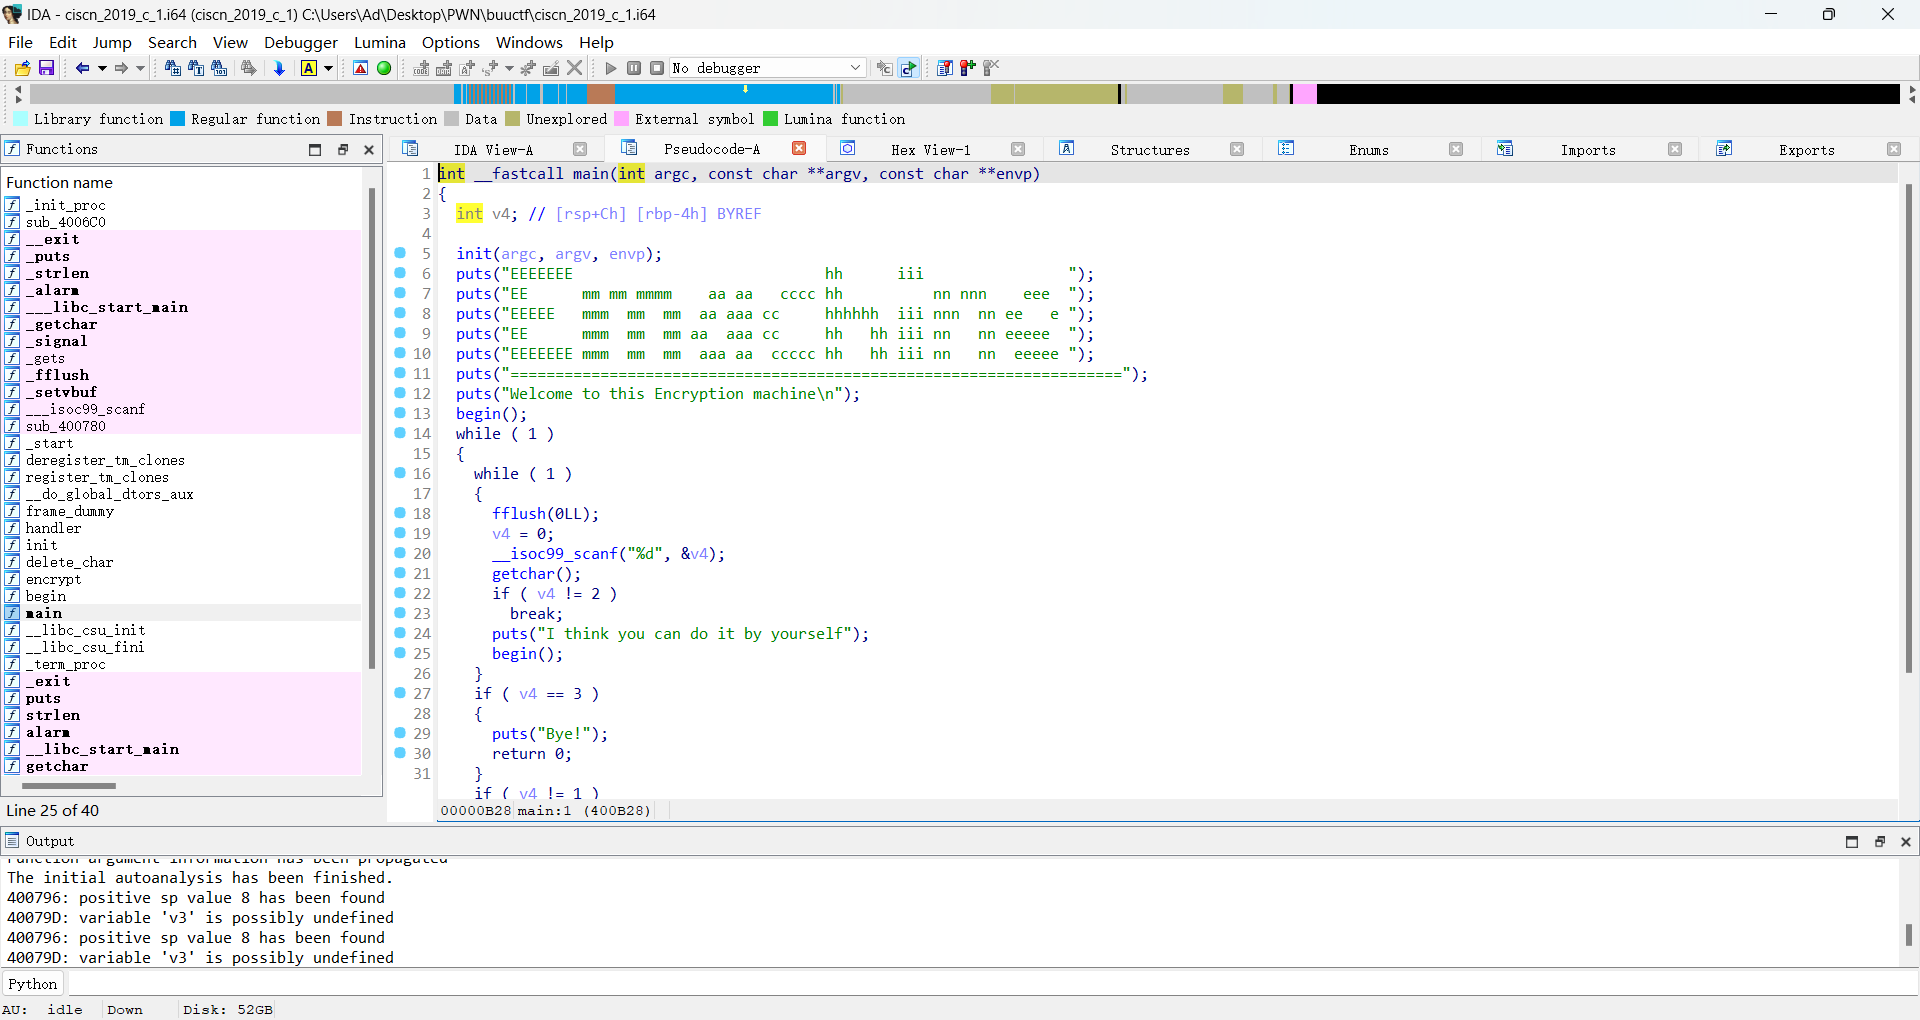 IDA - ciscn_2019_c_1.i64 (ciscn_2019_c_1) C:\Users\Ad\Desktop\PWN\buuctf\ciscn_2019_c_1.i64
File Edit Jump Search View Debugger Lumina Options Windows Help
No debugger
Library function Regular function Instruction Data Unexplored External symbol Lumina function
Functions
Function name
_init_proc
sub_4006C0
__exit
_puts
_strlen
_alarm
___libc_start_main
_getchar
_signal
_gets
_fflush
_setvbuf
___isoc99_scanf
sub_400780
_start
deregister_tm_clones
register_tm_clones
__do_global_dtors_aux
frame_dummy
handler
init
delete_char
encrypt
begin
main
__libc_csu_init
__libc_csu_fini
_term_proc
_exit
puts
strlen
alarm
__libc_start_main
getchar
Line 25 of 40
IDA View-A Pseudocode-A Hex View-1 Structures Enums Imports Exports
1 int __fastcall main(int argc, const char **argv, const char **envp)
2 {
3   int v4; // [rsp+Ch] [rbp-4h] BYREF
4
5   init(argc, argv, envp);
6   puts("EEEEEEE                            hh      iii                ");
7   puts("EE      mm mm mmmm    aa aa   cccc hh          nn nnn    eee  ");
8   puts("EEEEE   mmm  mm  mm  aa aaa cc     hhhhhh  iii nnn  nn ee   e ");
9   puts("EE      mmm  mm  mm aa  aaa cc     hh   hh iii nn   nn eeeee  ");
10   puts("EEEEEEE mmm  mm  mm  aaa aa  ccccc hh   hh iii nn   nn  eeeee ");
11   puts("====================================================================");
12   puts("Welcome to this Encryption machine\n");
13   begin();
14   while ( 1 )
15   {
16     while ( 1 )
17     {
18       fflush(0LL);
19       v4 = 0;
20       __isoc99_scanf("%d", &v4);
21       getchar();
22       if ( v4 != 2 )
23         break;
24       puts("I think you can do it by yourself");
25       begin();
26     }
27     if ( v4 == 3 )
28     {
29       puts("Bye!");
30       return 0;
31     }
if ( v4 != 1 )
00000B28 main:1 (400B28)
Output
Function argument information has been propagated
The initial autoanalysis has been finished.
400796: positive sp value 8 has been found
40079D: variable 'v3' is possibly undefined
400796: positive sp value 8 has been found
40079D: variable 'v3' is possibly undefined
Python
AU: idle Down Disk: 52GB